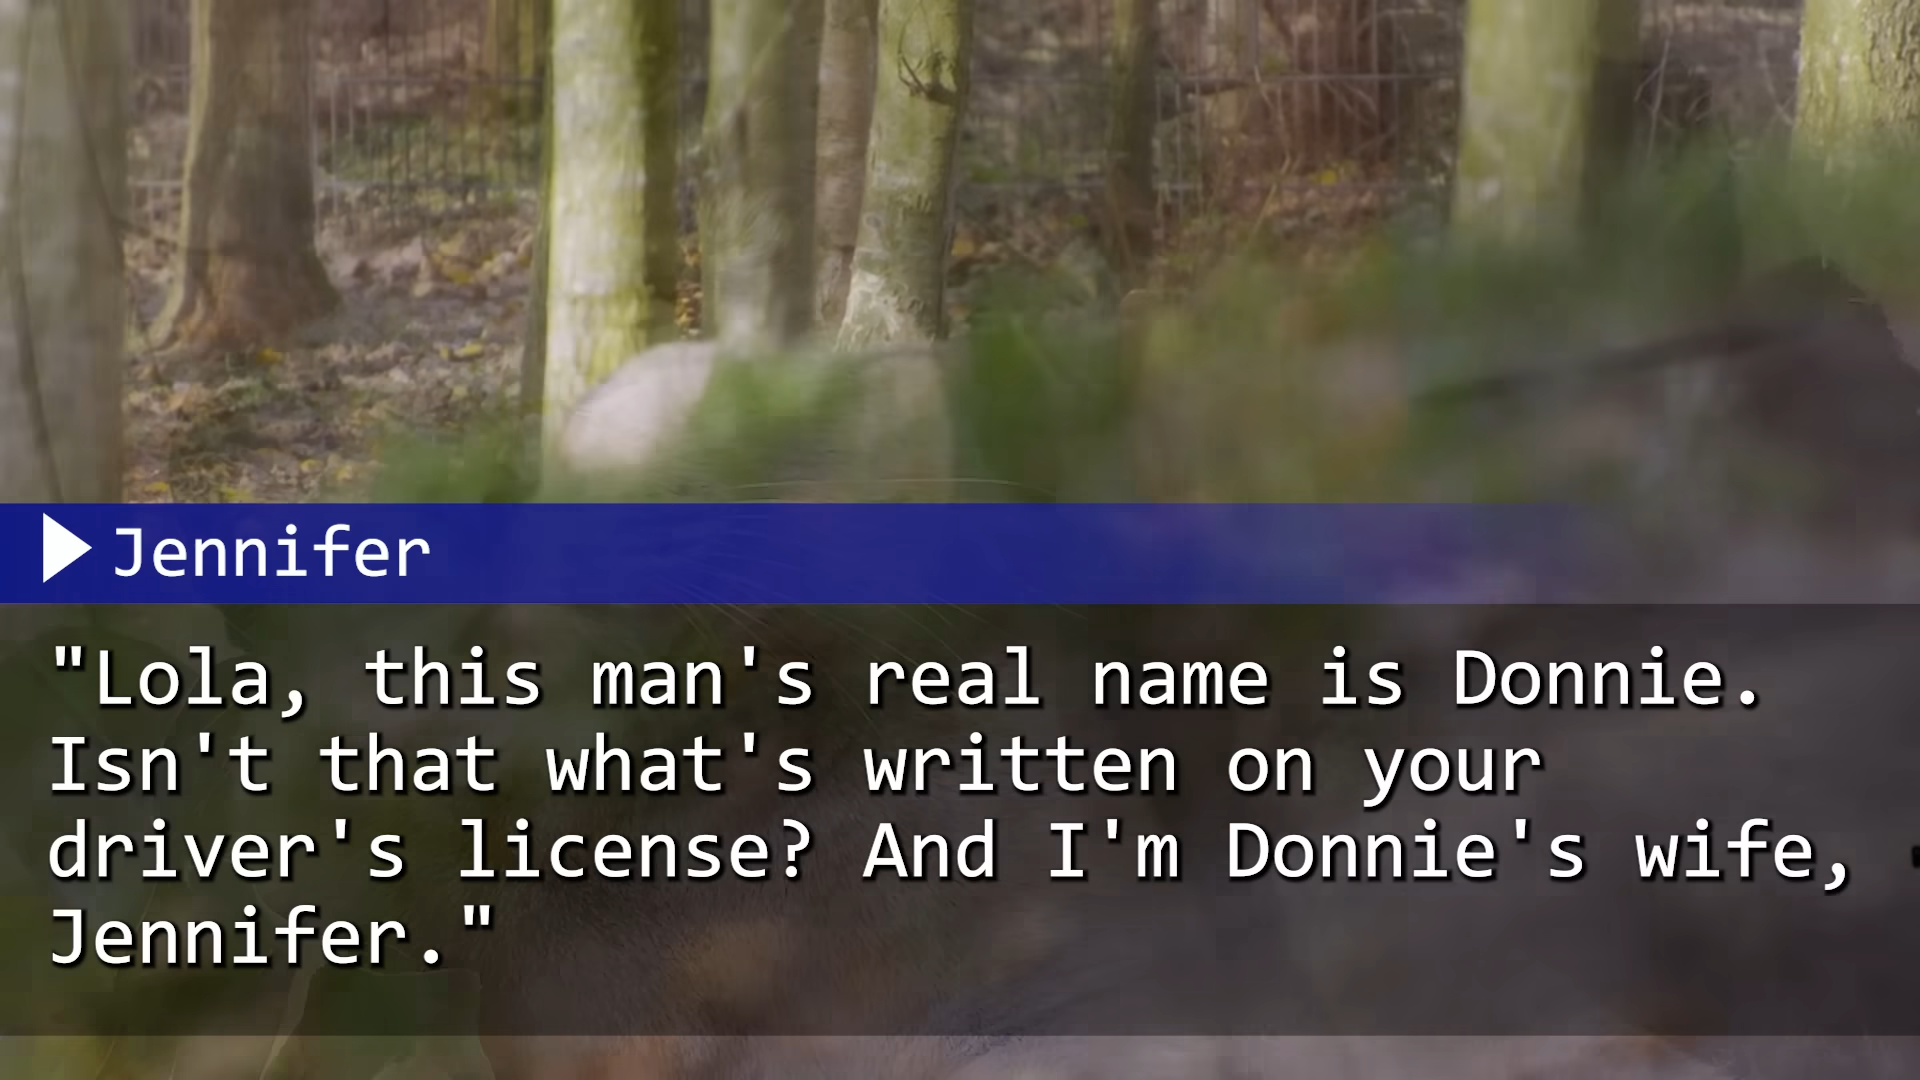 Jennifer
"Lola, this man's real name is Donnie.
Isn't that what's written on your
driver's license? And I'm Donnie's wife,
Jennifer."